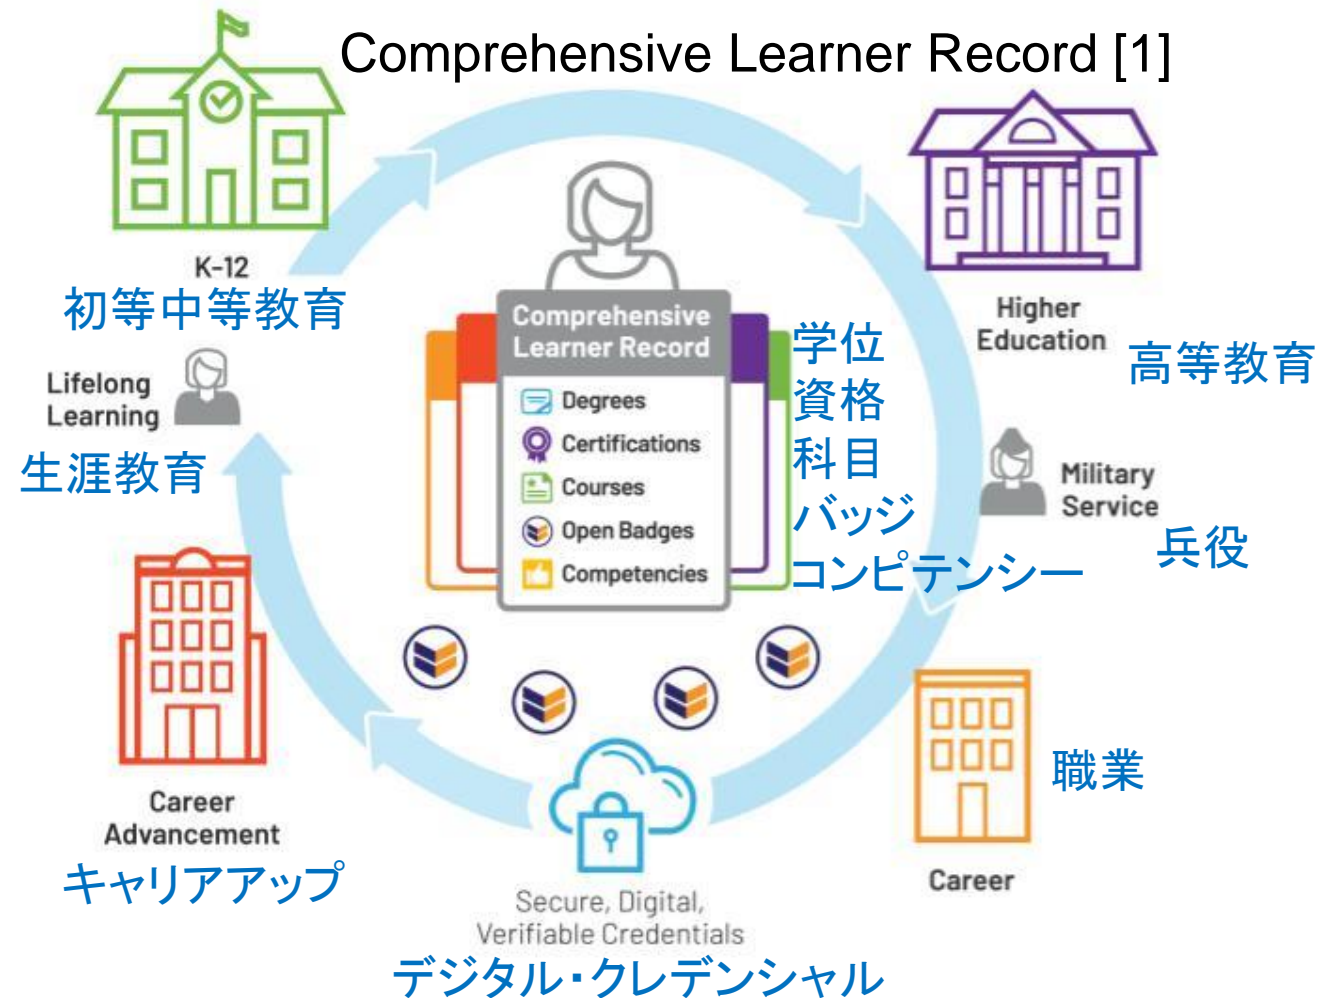 Comprehensive Learner Record [1]
K-12
初等中等教育
Higher
Education
高等教育
Comprehensive
Learner Record
Degrees
Certifications
Courses
Open Badges
Competencies
学位
資格
科目
バッジ
コンピテンシー
Lifelong
Learning
生涯教育
Military
Service
兵役
Career
Advancement
キャリアアップ
職業
Career
Secure, Digital,
Verifiable Credentials
デジタル・クレデンシャル